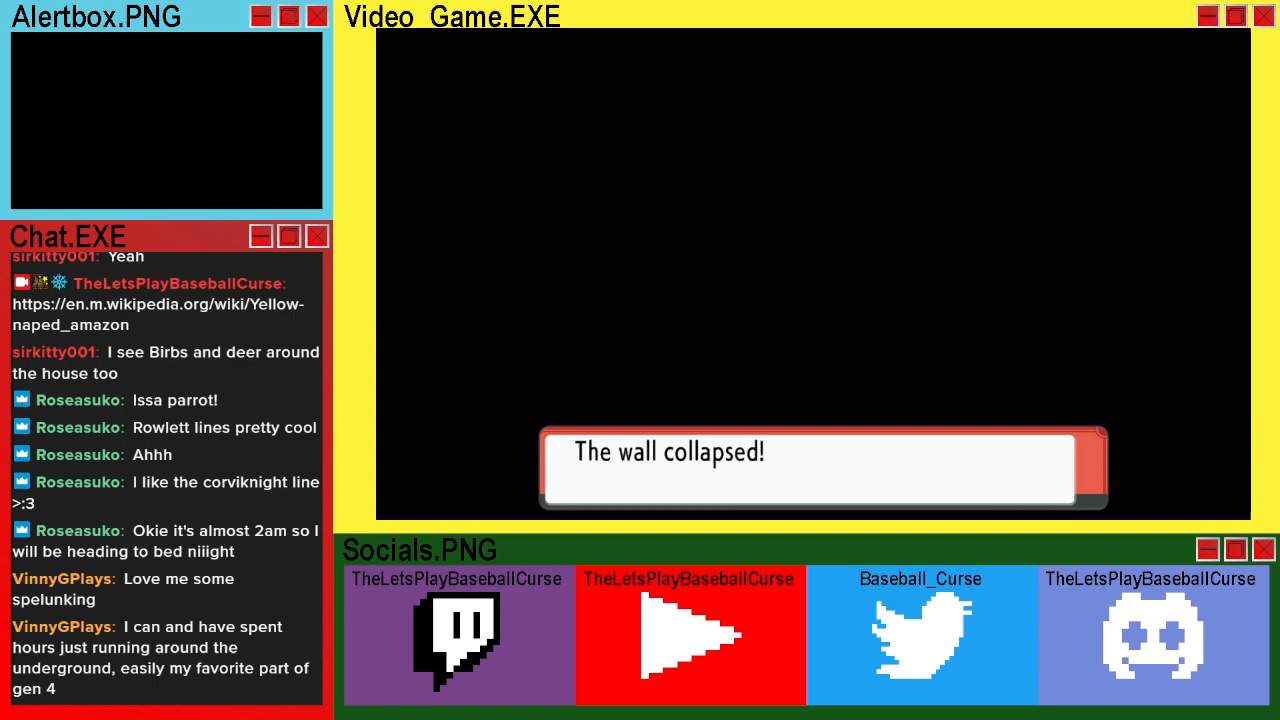 Alertbox.PNG
Video Game.EXE
Chat.EXE
sirkitty001: Yeah
TheLetsPlayBaseballCurse:
https://en.m.wikipedia.org/wiki/Yellow-
naped_amazon
sirkitty001: I see Birbs and deer around
the house too
Roseasuko: Issa parrot!
Roseasuko: Rowlett lines pretty cool
Roseasuko: Ahhh
Roseasuko: I like the corviknight line
>:3
Roseasuko: Okie it's almost 2am so I
will be heading to bed niiight
VinnyGPlays: Love me some
spelunking
VinnyGPlays: I can and have spent
hours just running around the
underground, easily my favorite part of
gen 4
The wall collapsed!
Socials.PNG
TheLetsPlayBaseballCurse
TheLetsPlayBaseballCurse
Baseball_Curse
TheLetsPlayBaseballCurse